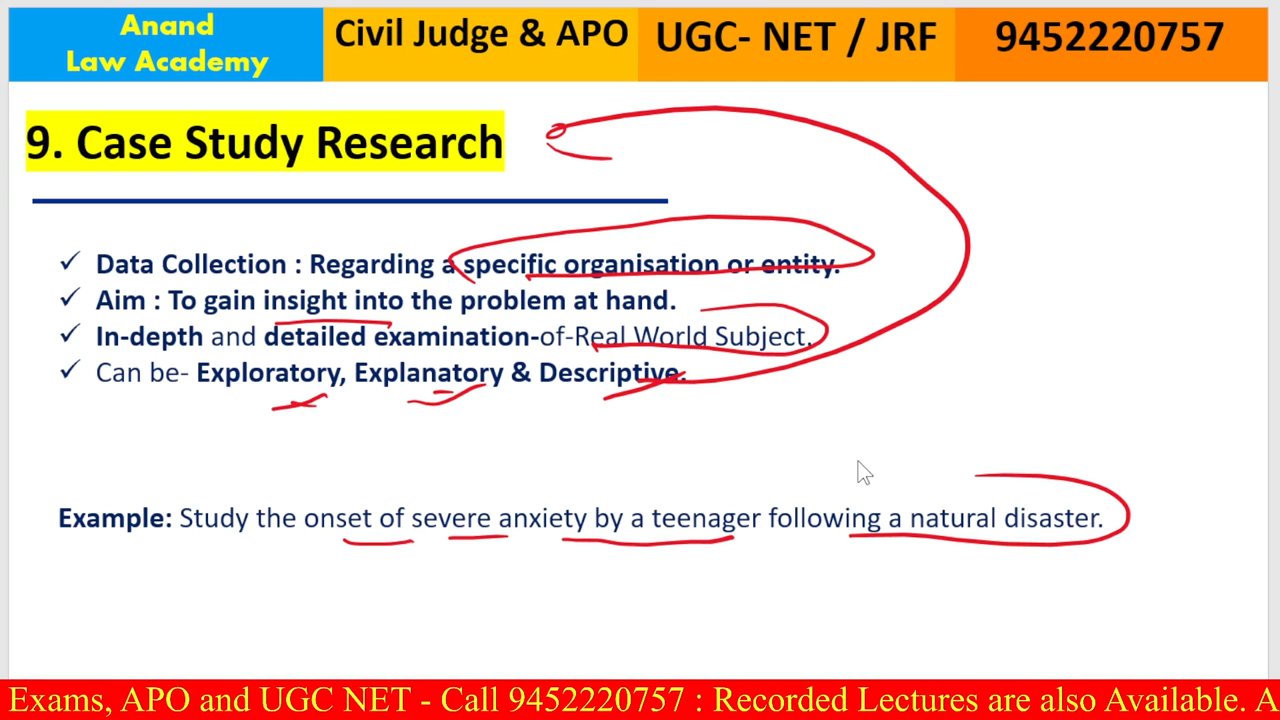 Anand
Law Academy
Civil Judge & APO
UGC- NET / JRF
9452220757
9. Case Study Research
✓ Data Collection : Regarding a specific organisation or entity.
✓ Aim : To gain insight into the problem at hand.
✓ In-depth and detailed examination-of-Real World Subject.
✓ Can be- Exploratory, Explanatory & Descriptive.
Example: Study the onset of severe anxiety by a teenager following a natural disaster.
Exams, APO and UGC NET - Call 9452220757 : Recorded Lectures are also Available. A